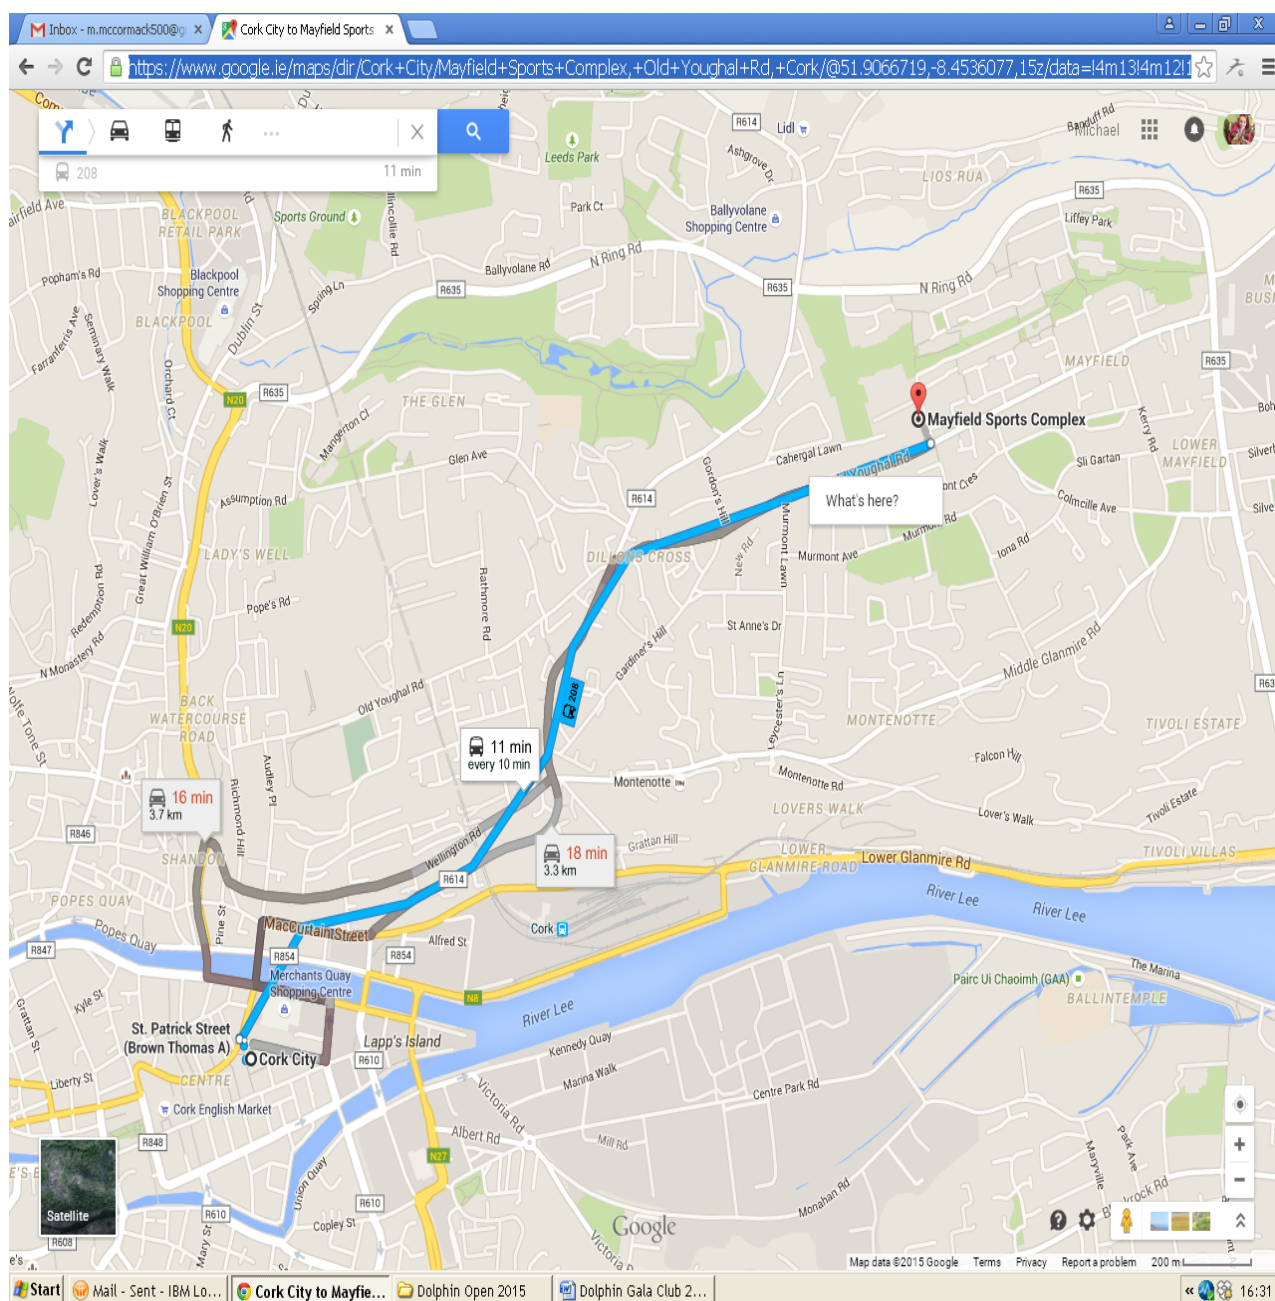 Inbox - m.mccormack500@g
Cork City to Mayfield Sports
https://www.google.ie/maps/dir/Cork+City/Mayfield+Sports+Complex,+Old+Youghal+Rd,+Cork/@51.9066719,-8.4536077,15z/data=!4m13!4m12!1
208
11 min
Michael
Banduff Rd
R614
Lidl
Leeds Park
Ashgrove Dr
LIOS RUA
R635
Fairfield Ave
BLACKPOOL
RETAIL PARK
Sports Ground
Park Ct
Ballyvolane
Shopping Centre
Liffey Park
Popham's Rd
Blackpool
Shopping Centre
Spring Ln
Ballyvolane Rd
N Ring Rd
R635
R635
N Ring Rd
BLACKPOOL
Dublin St
Farranferris Ave
Seminary Walk
Orchard Ct
MAYFIELD
R635
N20
R635
THE GLEN
Mangerton Cl
Mayfield Sports Complex
Kerry Rd
LOWER
MAYFIELD
Lover's Walk
Glen Ave
Gordon's Hill
Cahergal Lawn
Youghal Rd
Sli Gartan
Great William O'Brien St
Assumption Rd
R614
What's here?
Colmcille Ave
Murmont Lawn
Iona Rd
LADY'S WELL
DILLONS CROSS
New Rd
Murmont Ave
Redemption Rd
Rathmore Rd
Pope's Rd
N20
St Anne's Dr
Gardiner's Hill
Middle Glanmire Rd
N Monastery Rd
Old Youghal Rd
208
Leycester's Ln
Wolfe Tone St
BACK
WATERCOURSE
ROAD
MONTENOTTE
TIVOLI ESTATE
11 min
every 10 min
Audley Pl
Richmond Hill
Falcon Hill
Montenotte
Montenotte Rd
16 min
3.7 km
LOVERS WALK
Lover's Walk
Tivoli Estate
R846
SHANDON
Wellington Rd
18 min
3.3 km
Grattan Hill
LOWER
GLANMIRE ROAD
Lower Glanmire Rd
TIVOLI VILLAS
R614
POPES QUAY
Pine St
River Lee
River Lee
Popes Quay
MacCurtain Street
Alfred St
Cork
R847
R854
R854
Merchants Quay
Shopping Centre
The Marina
Pairc Ui Chaoimh (GAA)
BALLINTEMPLE
Kyle St
Grattan St
N8
River Lee
St. Patrick Street
(Brown Thomas A)
Cork City
Lapp's Island
R610
Kennedy Quay
Marina Walk
Liberty St
CENTRE
Centre Park Rd
Victoria Rd
Cork English Market
Albert Rd
Mill Rd
R848
N27
Park Ave
Maryville
Union Quay
R610
Monahan Rd
Satellite
R610
Copley St
Google
Mary St
R608
Victoria
Map data ©2015 Google Terms Privacy Report a problem 200 m
Start
Mail - Sent - IBM Lo...
Cork City to Mayfie...
Dolphin Open 2015
Dolphin Gala Club 2...
16:31